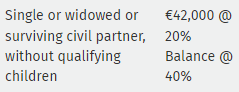 Single or widowed or
surviving civil partner,
without qualifying
children
€42,000 @
20%
Balance @
40%